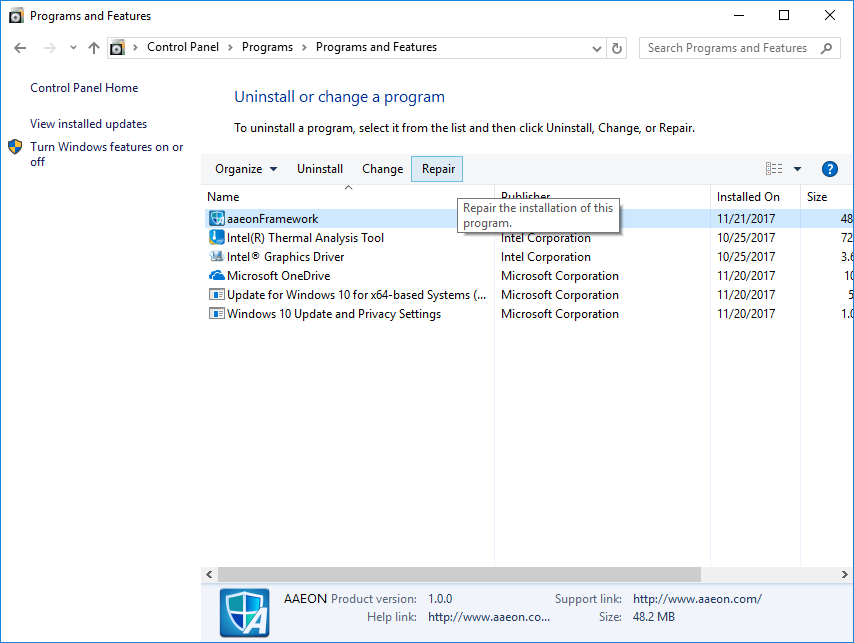 Programs and Features
Control Panel > Programs > Programs and Features
Search Programs and Features
Control Panel Home
View installed updates
Turn Windows features on or
off
Uninstall or change a program
To uninstall a program, select it from the list and then click Uninstall, Change, or Repair.
Organize Uninstall Change Repair
Name Publisher Installed On Size
Repair the installation of this
program.
aaeonFramework 11/21/2017 48
Intel(R) Thermal Analysis Tool Intel Corporation 10/25/2017 72
Intel® Graphics Driver Intel Corporation 10/25/2017 3.6
Microsoft OneDrive Microsoft Corporation 11/20/2017 10
Update for Windows 10 for x64-based Systems (... Microsoft Corporation 11/20/2017 5
Windows 10 Update and Privacy Settings Microsoft Corporation 11/20/2017 1.0
AAEON Product version: 1.0.0 Support link: http://www.aaeon.com/
Help link: http://www.aaeon.co... Size: 48.2 MB